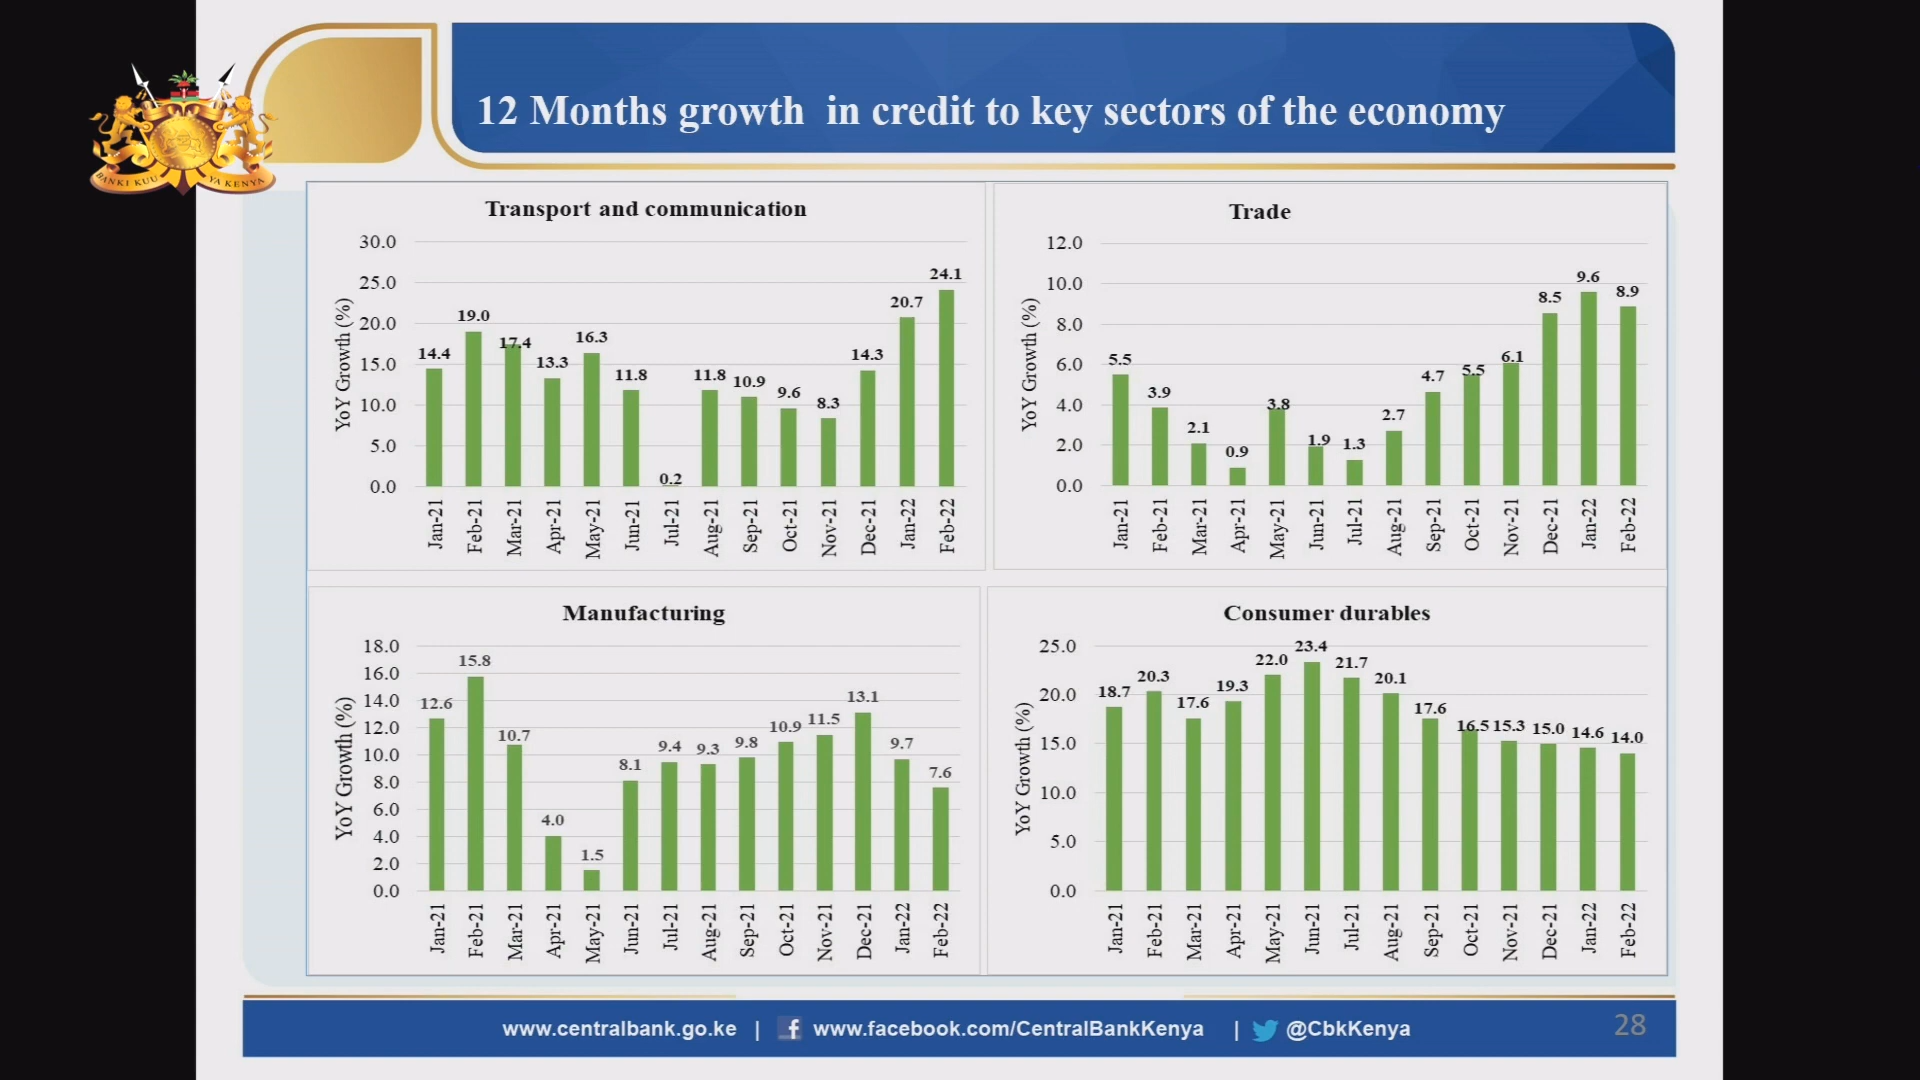 12 Months growth in credit to key sectors of the economy
BANKI KUU YA KENYA
Transport and communication
YoY Growth (%)
30.0
25.0
20.0
15.0
10.0
5.0
0.0
14.4 19.0 17.4 13.3 16.3 11.8 0.2 11.8 10.9 9.6 8.3 14.3 20.7 24.1
Jan-21 Feb-21 Mar-21 Apr-21 May-21 Jun-21 Jul-21 Aug-21 Sep-21 Oct-21 Nov-21 Dec-21 Jan-22 Feb-22
Trade
YoY Growth (%)
12.0
10.0
8.0
6.0
4.0
2.0
0.0
5.5 3.9 2.1 0.9 3.8 1.9 1.3 2.7 4.7 5.5 6.1 8.5 9.6 8.9
Jan-21 Feb-21 Mar-21 Apr-21 May-21 Jun-21 Jul-21 Aug-21 Sep-21 Oct-21 Nov-21 Dec-21 Jan-22 Feb-22
Manufacturing
YoY Growth (%)
18.0
16.0
14.0
12.0
10.0
8.0
6.0
4.0
2.0
0.0
12.6 15.8 10.7 4.0 1.5 8.1 9.4 9.3 9.8 10.9 11.5 13.1 9.7 7.6
Jan-21 Feb-21 Mar-21 Apr-21 May-21 Jun-21 Jul-21 Aug-21 Sep-21 Oct-21 Nov-21 Dec-21 Jan-22 Feb-22
Consumer durables
YoY Growth (%)
25.0
20.0
15.0
10.0
5.0
0.0
18.7 20.3 17.6 19.3 22.0 23.4 21.7 20.1 17.6 16.5 15.3 15.0 14.6 14.0
Jan-21 Feb-21 Mar-21 Apr-21 May-21 Jun-21 Jul-21 Aug-21 Sep-21 Oct-21 Nov-21 Dec-21 Jan-22 Feb-22
www.centralbank.go.ke | f www.facebook.com/CentralBankKenya | @CbkKenya 28